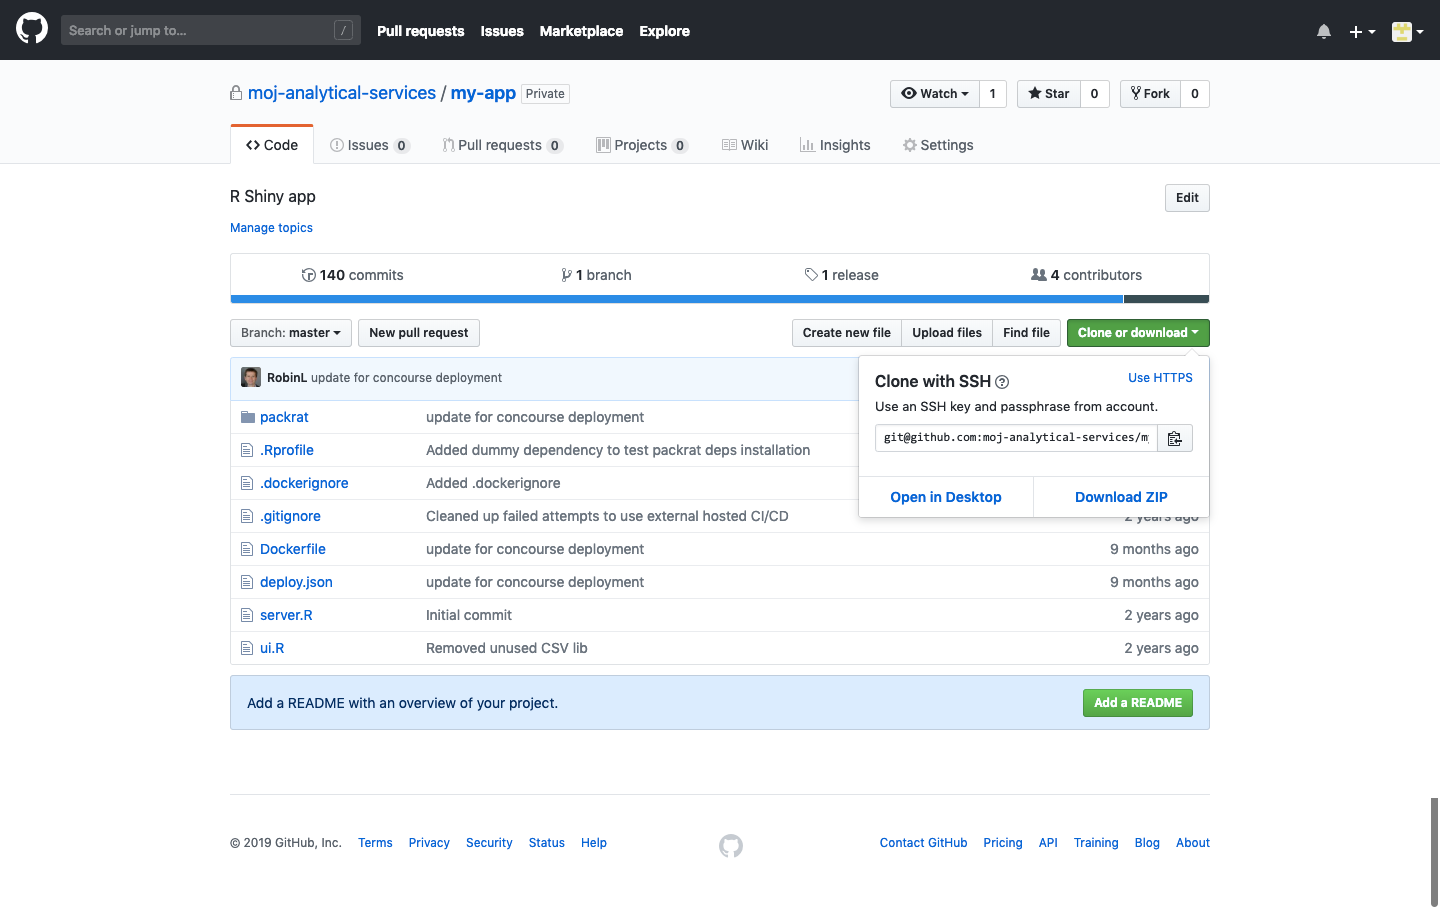 Search or jump to... /
Pull requests Issues Marketplace Explore
moj-analytical-services / my-app Private
Watch 1 Star 0 Fork 0
Code Issues 0 Pull requests 0 Projects 0 Wiki Insights Settings
R Shiny app
Edit
Manage topics
140 commits 1 branch 1 release 4 contributors
Branch: master New pull request Create new file Upload files Find file Clone or download
RobinL update for concourse deployment
Clone with SSH ? Use HTTPS
Use an SSH key and passphrase from account.
git@github.com:moj-analytical-services/my
Open in Desktop Download ZIP
packrat update for concourse deployment
.Rprofile Added dummy dependency to test packrat deps installation
.dockerignore Added .dockerignore
.gitignore Cleaned up failed attempts to use external hosted CI/CD 2 years ago
Dockerfile update for concourse deployment 9 months ago
deploy.json update for concourse deployment 9 months ago
server.R Initial commit 2 years ago
ui.R Removed unused CSV lib 2 years ago
Add a README with an overview of your project. Add a README
© 2019 GitHub, Inc. Terms Privacy Security Status Help Contact GitHub Pricing API Training Blog About